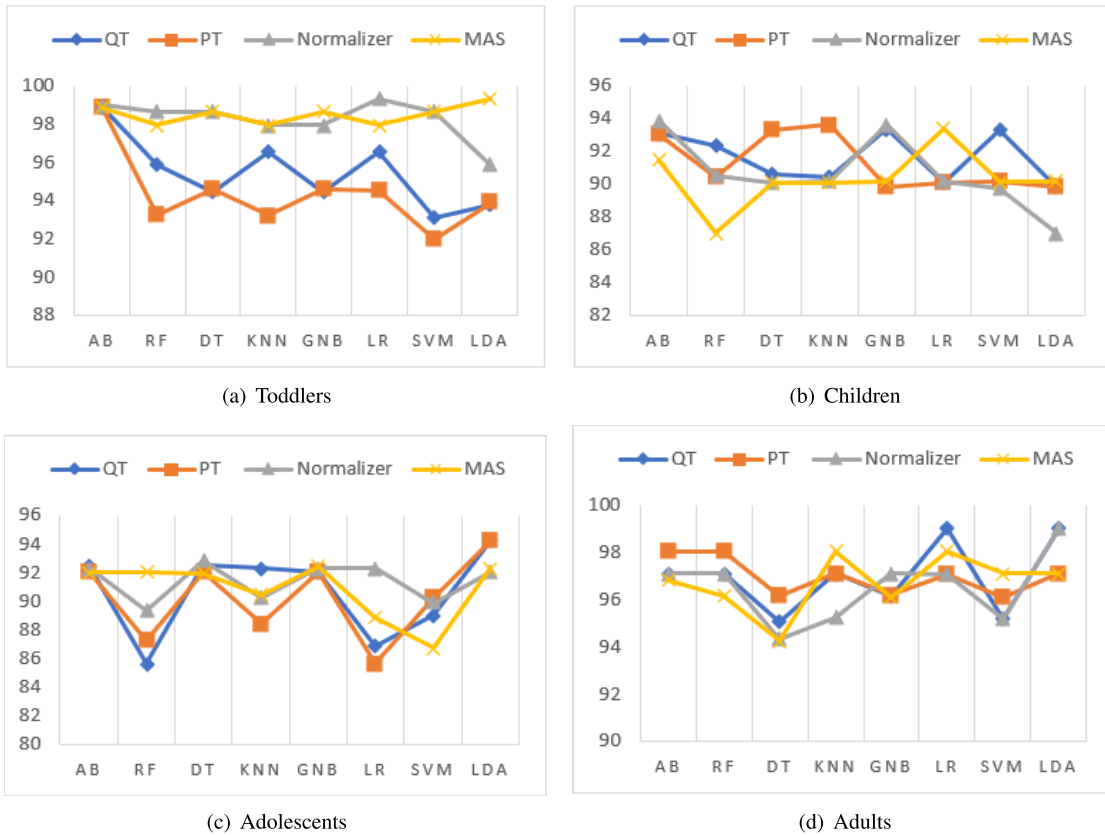 QT PT Normalizer MAS
100
98
96
94
92
90
88
AB RF DT KNN GNB LR SVM LDA
(a) Toddlers
QT PT Normalizer MAS
96
94
92
90
88
86
84
82
AB RF DT KNN GNB LR SVM LDA
(b) Children
QT PT Normalizer MAS
96
94
92
90
88
86
84
82
80
AB RF DT KNN GNB LR SVM LDA
(c) Adolescents
QT PT Normalizer MAS
100
98
96
94
92
90
AB RF DT KNN GNB LR SVM LDA
(d) Adults